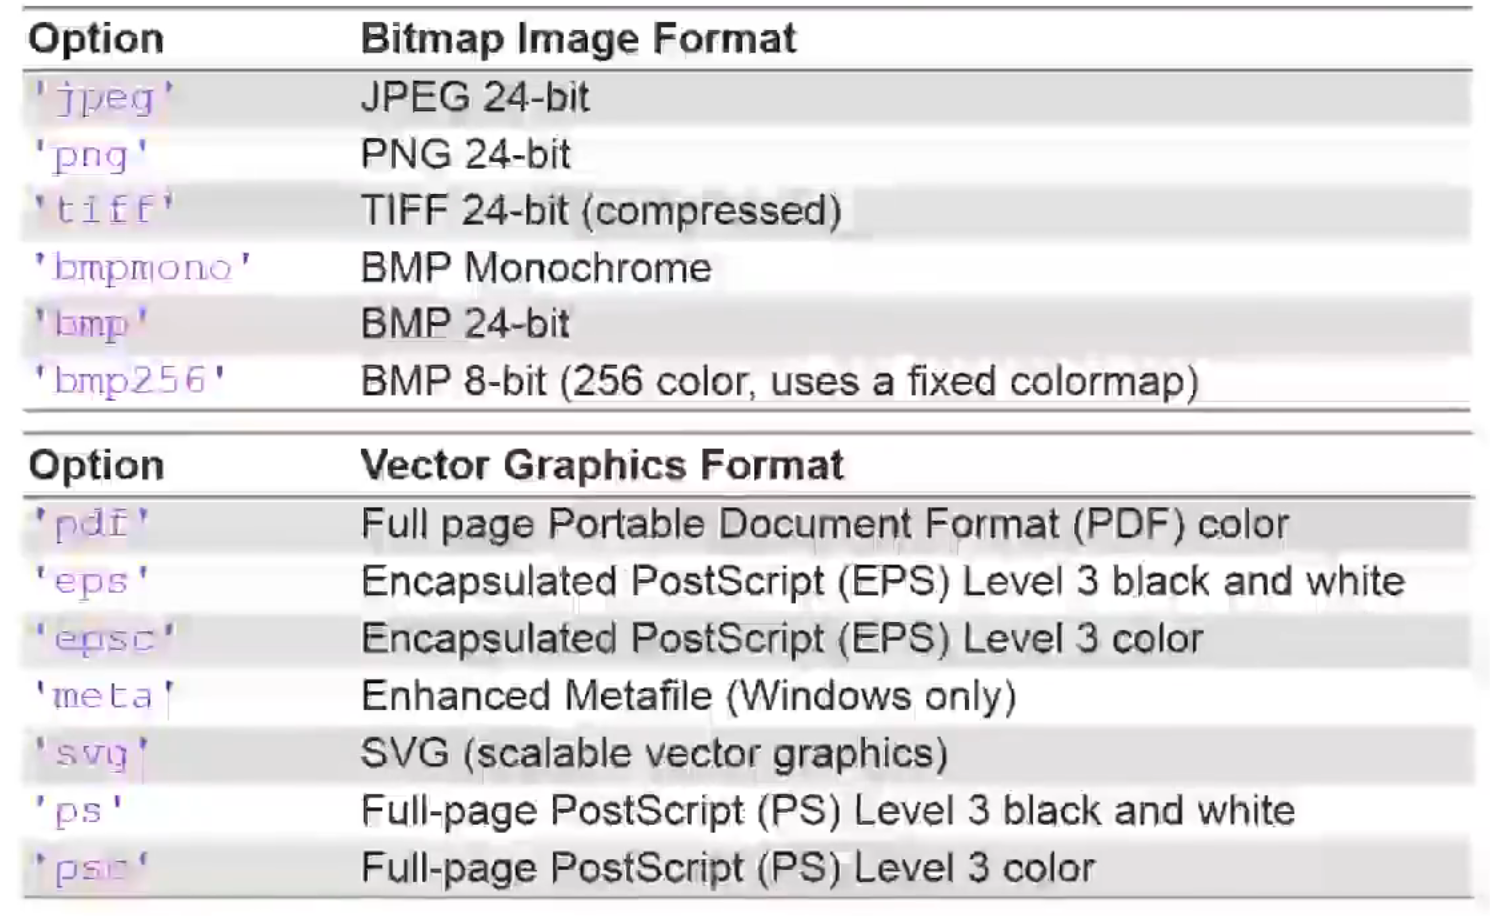 Option Bitmap Image Format
'jpeg' JPEG 24-bit
'png' PNG 24-bit
'tiff' TIFF 24-bit (compressed)
'bmpmono' BMP Monochrome
'bmp' BMP 24-bit
'bmp256' BMP 8-bit (256 color, uses a fixed colormap)
Option Vector Graphics Format
'pdf' Full page Portable Document Format (PDF) color
'eps' Encapsulated PostScript (EPS) Level 3 black and white
'epsc' Encapsulated PostScript (EPS) Level 3 color
'meta' Enhanced Metafile (Windows only)
'svg' SVG (scalable vector graphics)
'ps' Full-page PostScript (PS) Level 3 black and white
'psc' Full-page PostScript (PS) Level 3 color